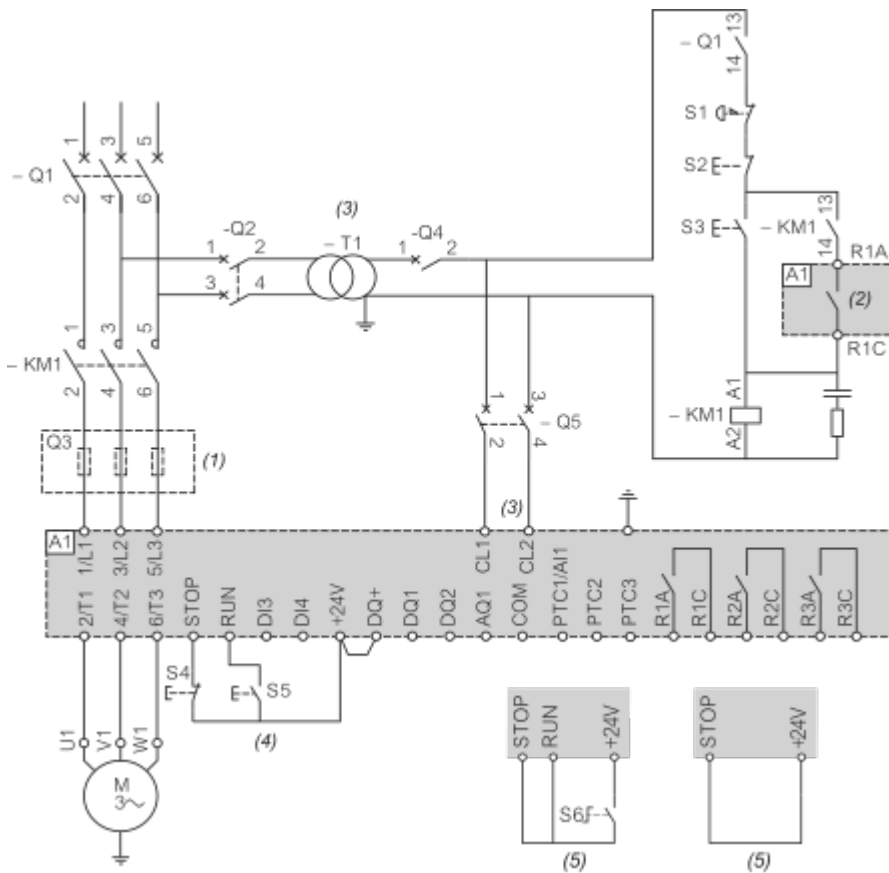 13
– Q1
14
S1
S2
S3
– KM1
13
14
R1A
A1
(2)
R1C
A1
– KM1
A2
1
3
5
– Q1
2
4
6
(3)
-Q2
1
2
3
4
– T1
-Q4
1
2
1
3
5
– KM1
2
4
6
Q3
(1)
1
3
– Q5
2
4
(3)
A1
1/L1
3/L2
5/L3
CL1
CL2
2/T1
4/T2
6/T3
STOP
RUN
DI3
DI4
+24V
DQ+
DQ1
DQ2
AQ1
COM
PTC1/AI1
PTC2
PTC3
R1A
R1C
R2A
R2C
R3A
R3C
S4
S5
(4)
U1
V1
W1
M
3
STOP
RUN
+24V
S6
(5)
STOP
+24V
(5)